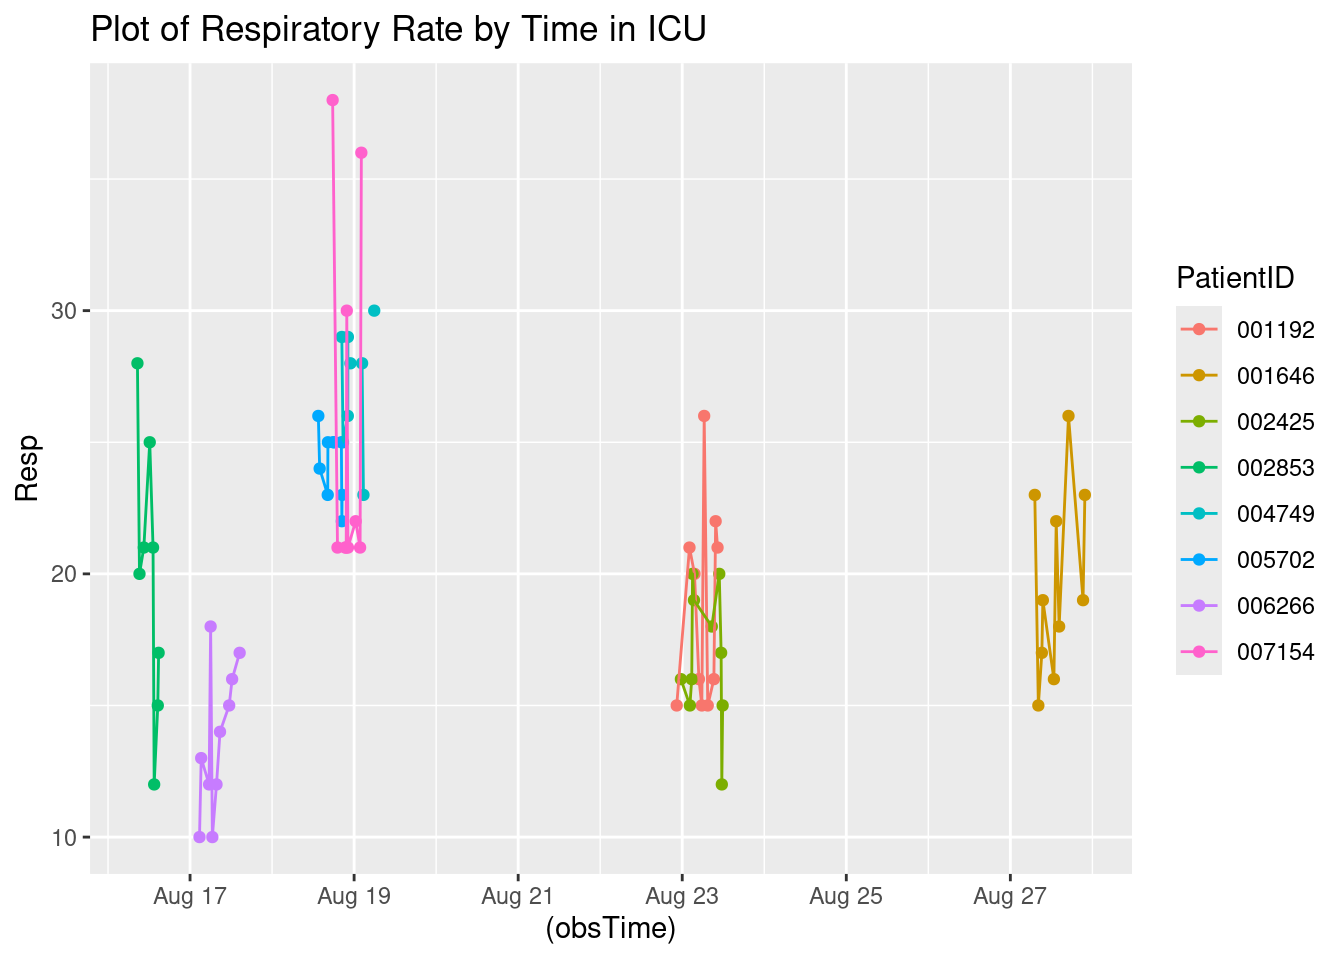 Plot of Respiratory Rate by Time in ICU
Resp
30
20
10
Aug 17 Aug 19 Aug 21 Aug 23 Aug 25 Aug 27
(obsTime)
PatientID
001192
001646
002425
002853
004749
005702
006266
007154